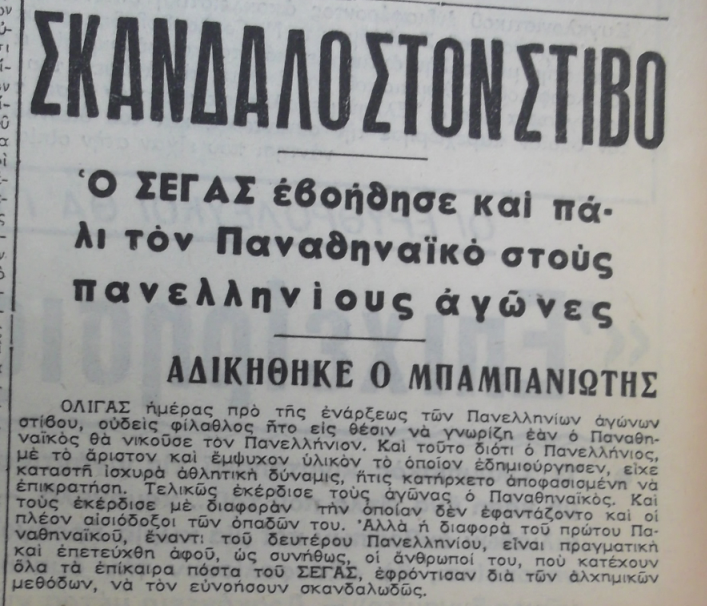 ΣΚΑΝΔΑΛΟ ΣΤΟΝ ΣΤΙΒΟ
Ὁ ΣΕΓΑΣ ἐβοήθησε καὶ πά-
λι τὸν Παναθηναϊκὸ στοὺς
πανελληνίους ἀγῶνες
ΑΔΙΚΗΘΗΚΕ Ο ΜΠΑΜΠΑΝΙΩΤΗΣ
ΟΛΙΓΑΣ ἡμέρας πρὸ τῆς ἐνάρξεως τῶν Πανελληνίων ἀγώνων
στίβου, οὐδεὶς φίλαθλος ἦτο εἰς θέσιν νὰ γνωρίζη ἐὰν ὁ Παναθη-
ναϊκὸς θὰ νικοῦσε τὸν Πανελλήνιον. Καὶ τοῦτο διότι ὁ Πανελλήνιος,
μὲ τὸ ἄριστον καὶ ἔμψυχον ὑλικὸν τὸ ὁποῖον ἐδημιούργησεν, εἶχε
καταστῆ ἰσχυρὰ ἀθλητικὴ δύναμις, ἥτις κατήρχετο ἀποφασισμένη νὰ
ἐπικρατήση. Τελικῶς ἐκέρδισε τοὺς ἀγῶνας ὁ Παναθηναϊκός. Καὶ
τοὺς ἐκέρδισε μὲ διαφορὰν τὴν ὁποίαν δὲν ἐφαντάζοντο καὶ οἱ
πλέον αἰσιόδοξοι τῶν ὀπαδῶν του. Ἀλλὰ ἡ διαφορὰ τοῦ πρώτου Πα-
ναθηναϊκοῦ, ἔναντι τοῦ δευτέρου Πανελληνίου, εἶναι πραγματικὴ
καὶ ἐπετεύχθη ἀφοῦ, ὡς συνήθως, οἱ ἄνθρωποί του, ποὺ κατέχουν
ὅλα τὰ ἐπίκαιρα πόστα τοῦ ΣΕΓΑΣ, ἐφρόντισαν διὰ τῶν ἀλχημικῶν
μεθόδων, νὰ τὸν εὐνοήσουν σκανδαλωδῶς.